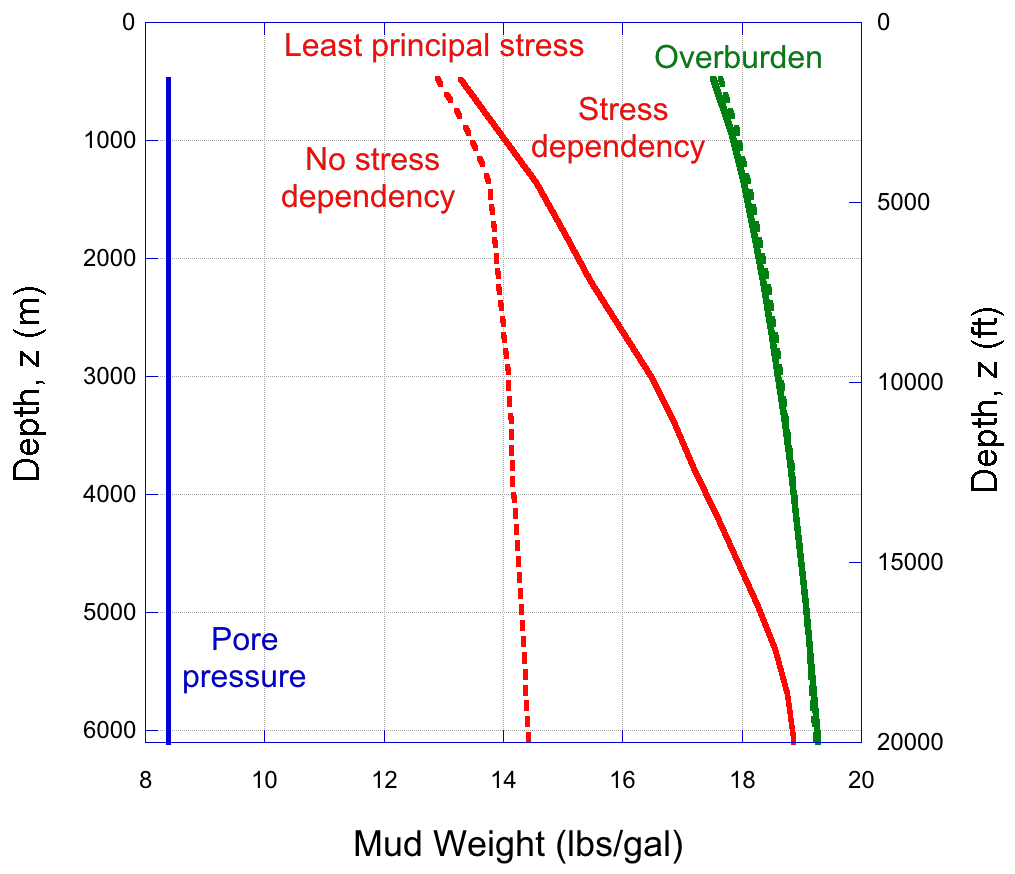 0
0
Least principal stress
Overburden
Stress
dependency
1000
No stress
dependency
5000
2000
Depth, z (m)
3000
10000
Depth, z (ft)
4000
15000
5000
Pore
pressure
6000
20000
8
10
12
14
16
18
20
Mud Weight (lbs/gal)